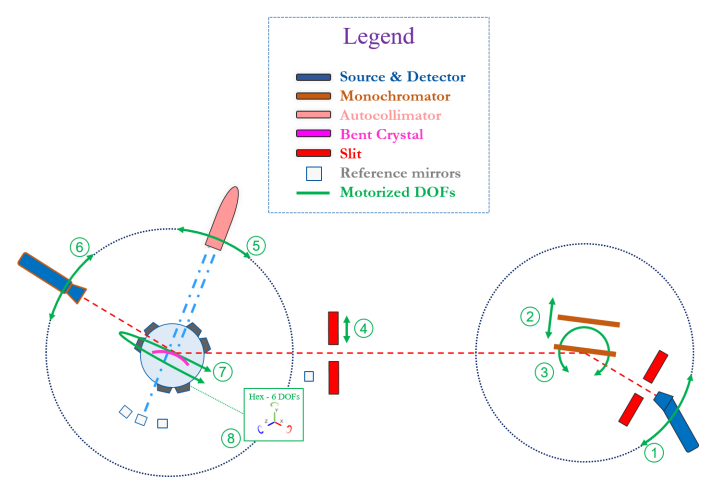 Legend
Source & Detector
Monochromator
Autocollimator
Bent Crystal
Slit
Reference mirrors
Motorized DOFs
6
5
4
2
3
7
Hex - 6 DOFs
y
z x
8
1